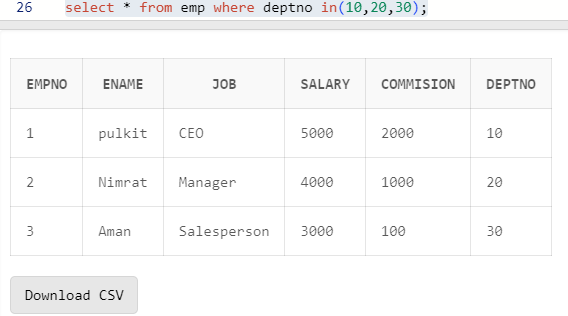 26 select * from emp where deptno in(10,20,30);
EMPNO ENAME JOB SALARY COMMISION DEPTNO
1 pulkit CEO 5000 2000 10
2 Nimrat Manager 4000 1000 20
3 Aman Salesperson 3000 100 30
Download CSV